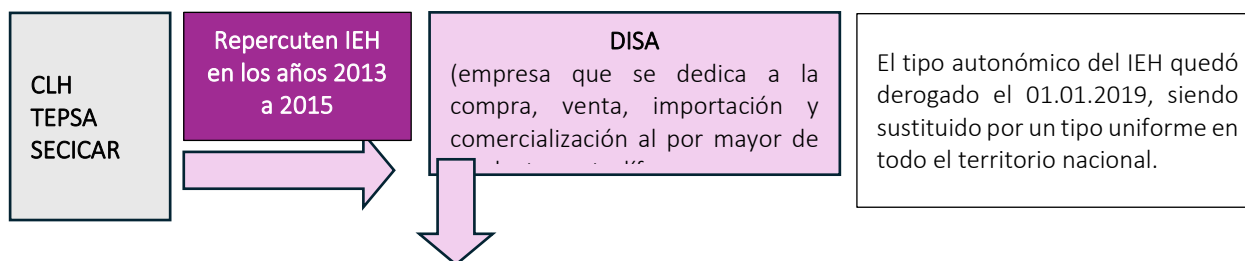 CLH
TEPSA
SECICAR
Repercuten IEH
en los años 2013
a 2015
DISA
(empresa que se dedica a la
compra, venta, importación y
comercialización al por mayor de
El tipo autonómico del IEH quedó
derogado el 01.01.2019, siendo
sustituido por un tipo uniforme en
todo el territorio nacional.